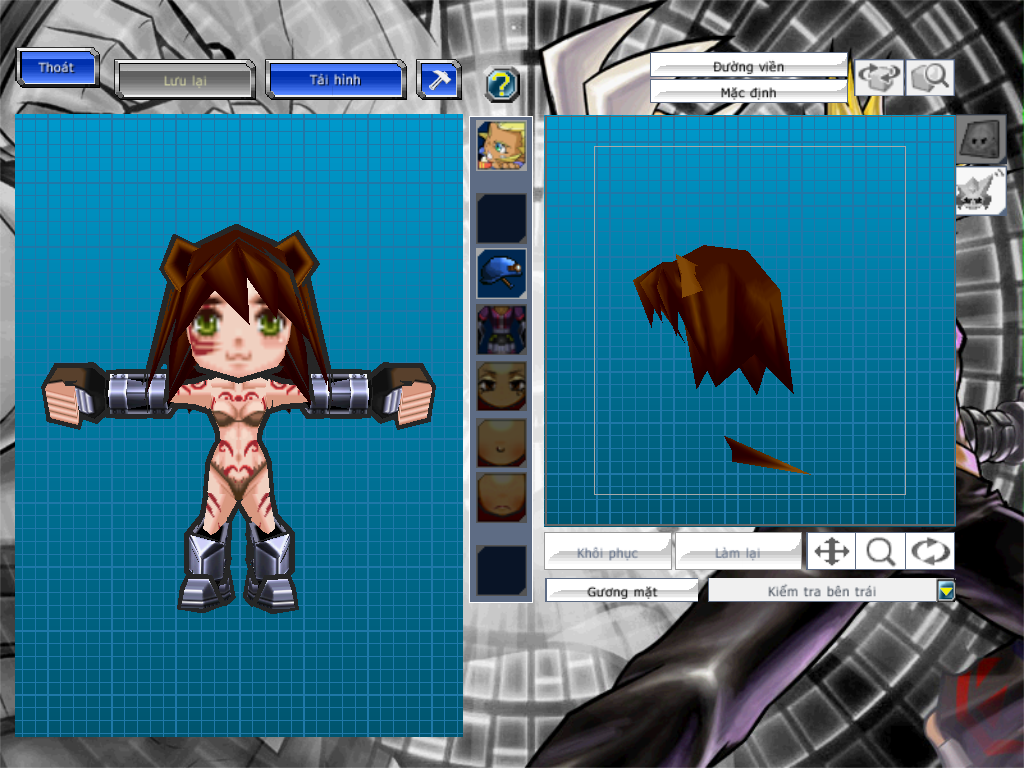 Thoát
Lưu lại
Tải hình
?
Đường viền
Mặc định
Khôi phục
Làm lại
Gương mặt
Kiểm tra bên trái